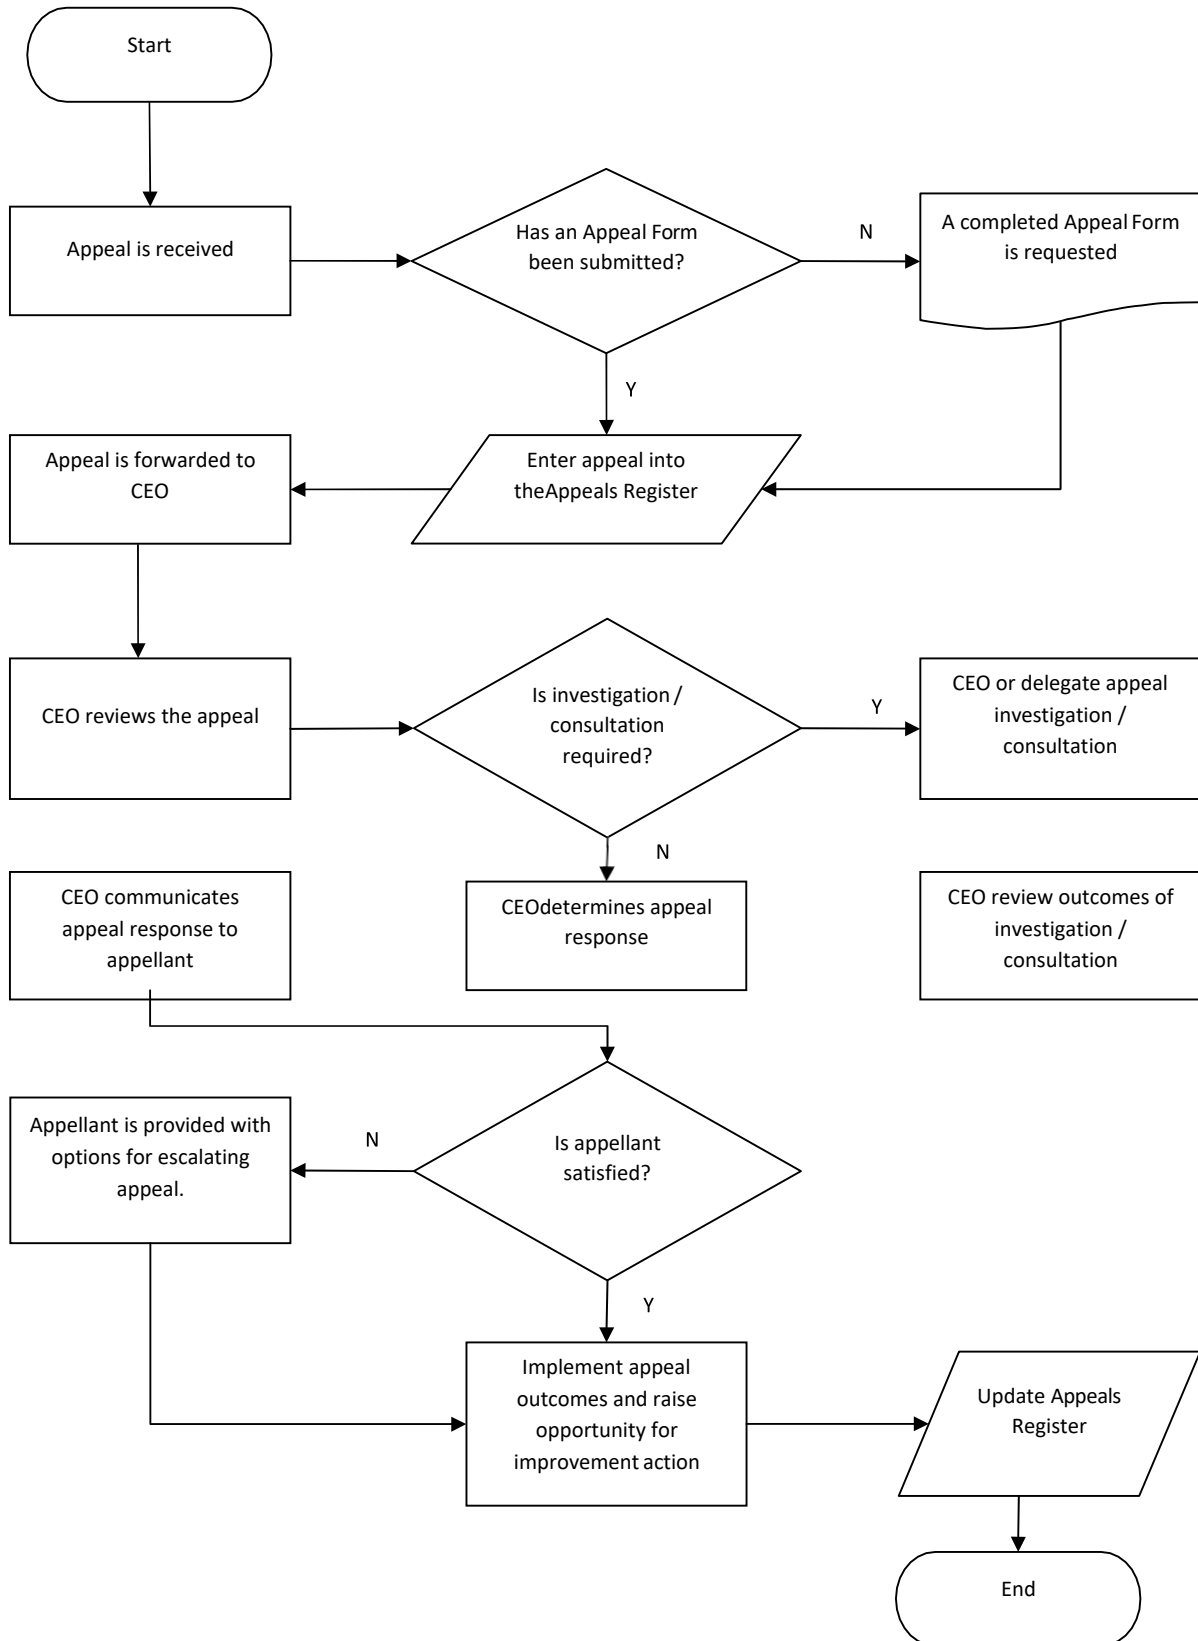 Start
Appeal is received
Has an Appeal Form
been submitted?
N
A completed Appeal Form
is requested
Y
Appeal is forwarded to
CEO
Enter appeal into
theAppeals Register
CEO reviews the appeal
Is investigation /
consultation
required?
Y
CEO or delegate appeal
investigation /
consultation
N
CEO communicates
appeal response to
appellant
CEOdetermines appeal
response
CEO review outcomes of
investigation /
consultation
Appellant is provided with
options for escalating
appeal.
N
Is appellant
satisfied?
Y
Implement appeal
outcomes and raise
opportunity for
improvement action
Update Appeals
Register
End